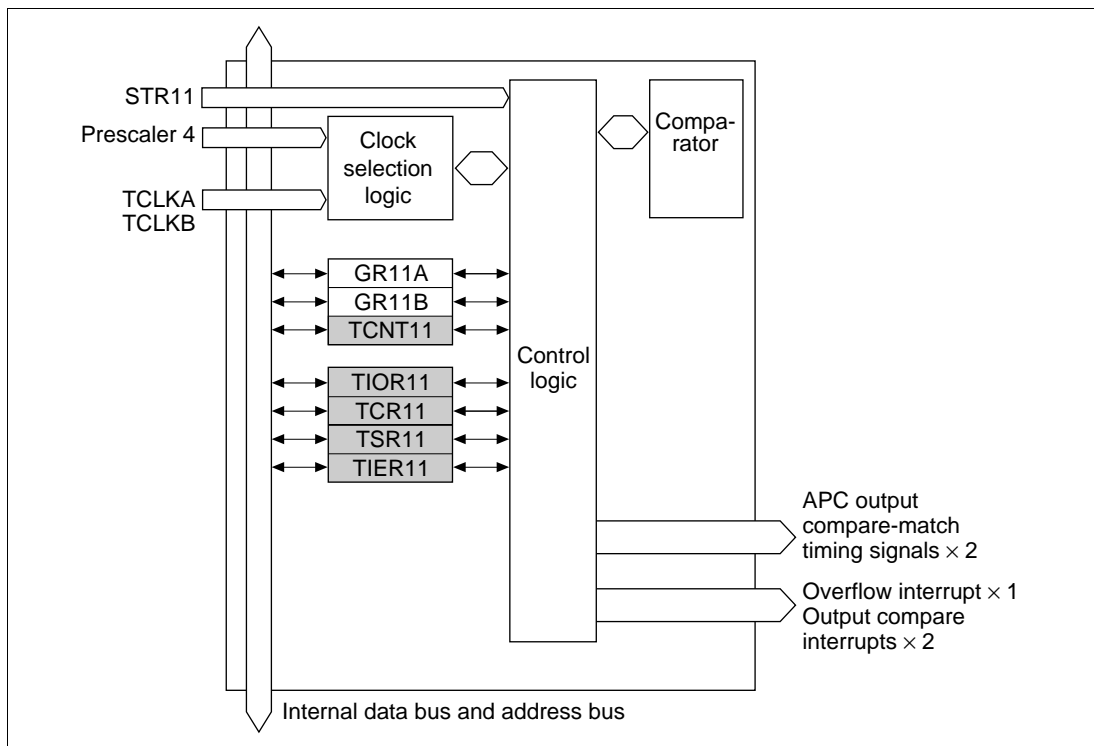 STR11
Prescaler 4
TCLKA
TCLKB
Clock
selection
logic
Compa-
rator
GR11A
GR11B
TCNT11
TIOR11
TCR11
TSR11
TIER11
Control
logic
APC output
compare-match
timing signals × 2
Overflow interrupt × 1
Output compare
interrupts × 2
Internal data bus and address bus